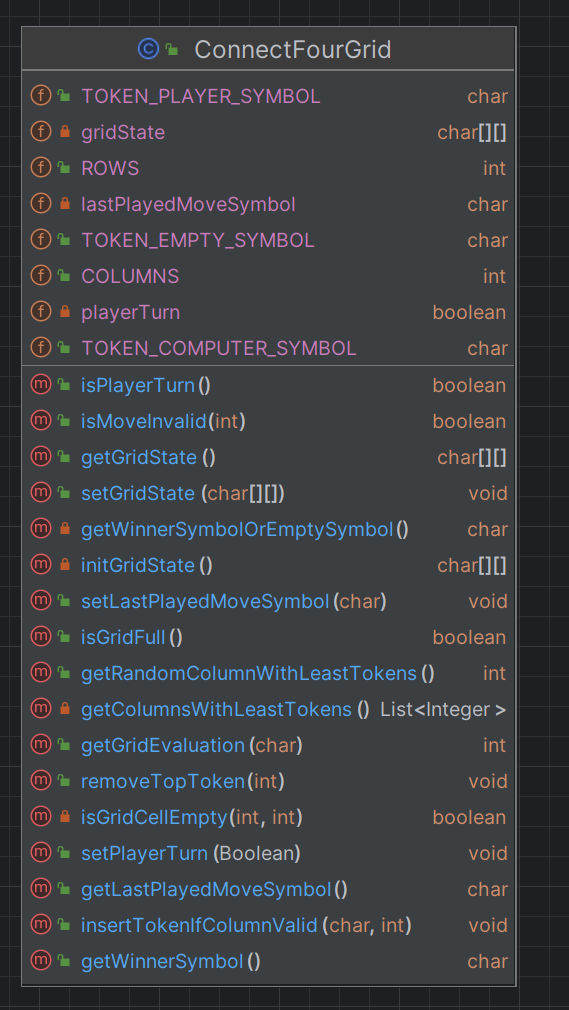 ConnectFourGrid
TOKEN_PLAYER_SYMBOL char
gridState char[][]
ROWS int
lastPlayedMoveSymbol char
TOKEN_EMPTY_SYMBOL char
COLUMNS int
playerTurn boolean
TOKEN_COMPUTER_SYMBOL char
isPlayerTurn() boolean
isMoveInvalid(int) boolean
getGridState() char[][]
setGridState(char[][]) void
getWinnerSymbolOrEmptySymbol() char
initGridState() char[][]
setLastPlayedMoveSymbol(char) void
isGridFull() boolean
getRandomColumnWithLeastTokens() int
getColumnsWithLeastTokens() List<Integer>
getGridEvaluation(char) int
removeTopToken(int) void
isGridCellEmpty(int, int) boolean
setPlayerTurn(Boolean) void
getLastPlayedMoveSymbol() char
insertTokenIfColumnValid(char, int) void
getWinnerSymbol() char